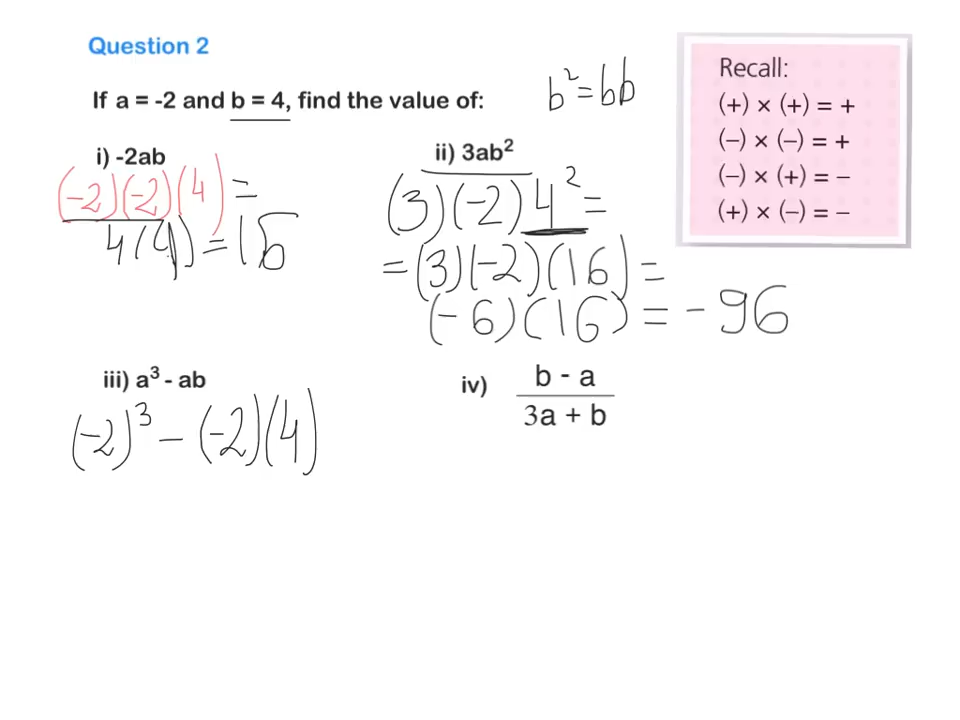 Question 2
If a = -2 and b = 4, find the value of:
b² = bb
i) -2ab
(-2)(-2)(4) =
4(4) = 16
ii) 3ab²
(3)(-2)4² =
= (3)(-2)(16) =
(-6)(16) = -96
Recall:
(+) × (+) = +
(–) × (–) = +
(–) × (+) = –
(+) × (–) = –
iii) a³ - ab
(-2)³ - (-2)(4)
iv)
b - a
3a + b